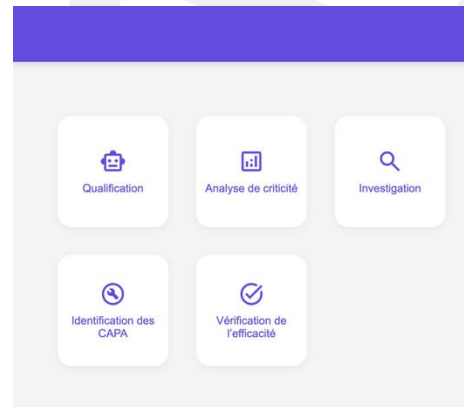 Qualification
Analyse de criticité
Investigation
Identification des
CAPA
Vérification de
l'efficacité